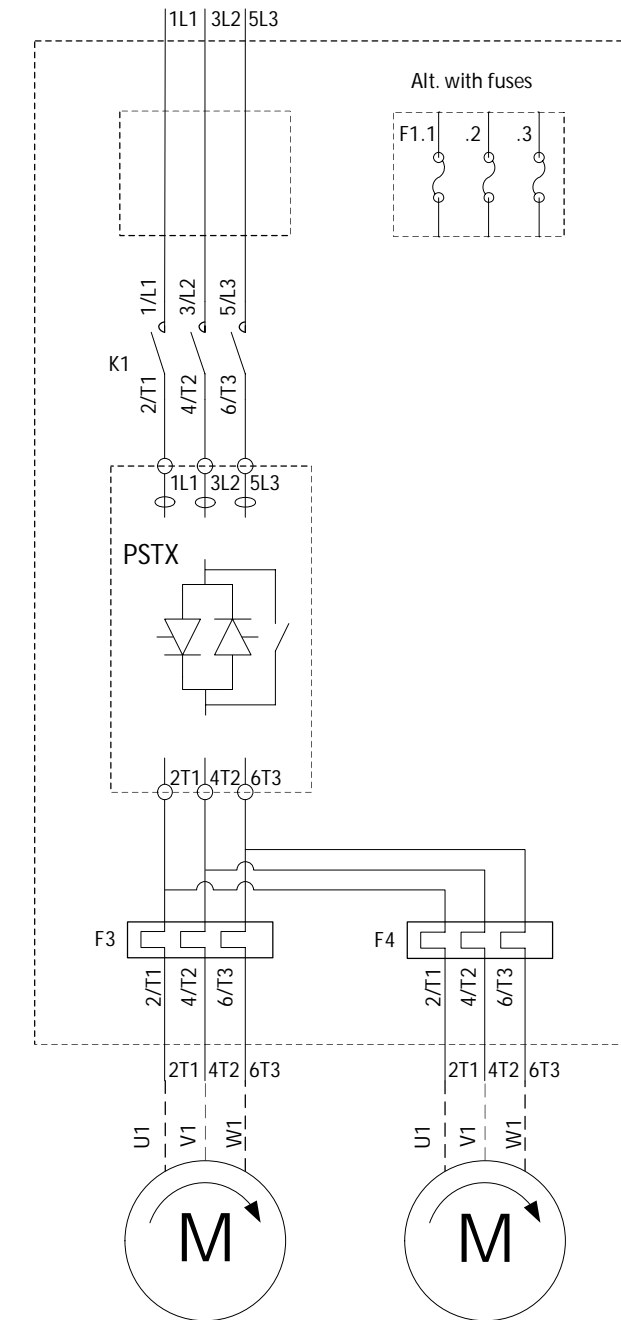 1L1 3L2 5L3
Alt. with fuses
F1.1 .2 .3
1/L1 3/L2 5/L3
K1
2/T1 4/T2 6/T3
1L1 3L2 5L3
PSTX
2T1 4T2 6T3
F3 F4
2/T1 4/T2 6/T3 2/T1 4/T2 6/T3
2T1 4T2 6T3 2T1 4T2 6T3
U1 V1 W1 U1 V1 W1
M M